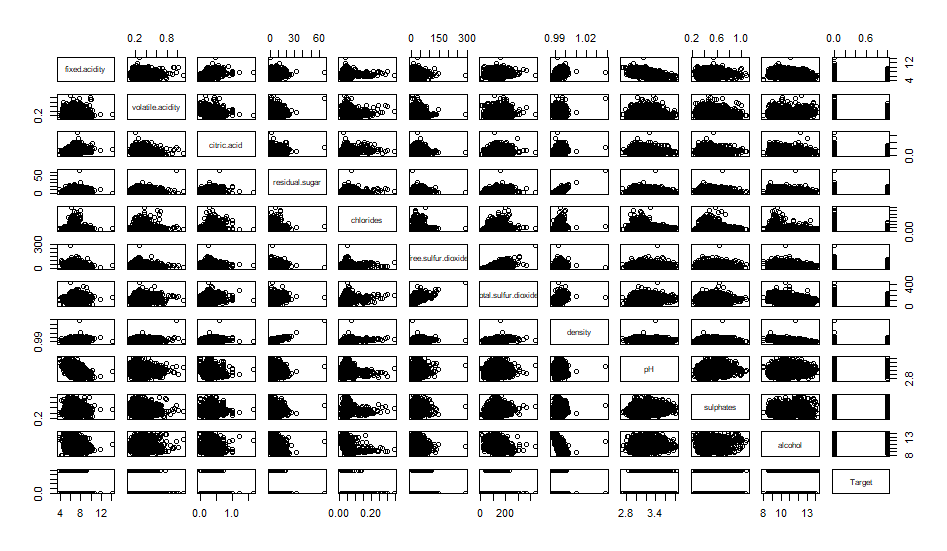 0.2 0.8 0 30 60 0 150 300 0.99 1.02 0.2 0.6 1.0 0.0 0.6
fixed.acidity 4 12
0.2 volatile.acidity
citric.acid 0.0
0 50 residual.sugar
chlorides 0.00
0 300 free.sulfur.dioxide
total.sulfur.dioxide 0 400
0.99 density
pH 2.8
0.2 sulphates
alcohol 8 13
0.0 Target
4 8 12 0.0 1.0 0.00 0.20 0 200 2.8 3.4 8 10 13